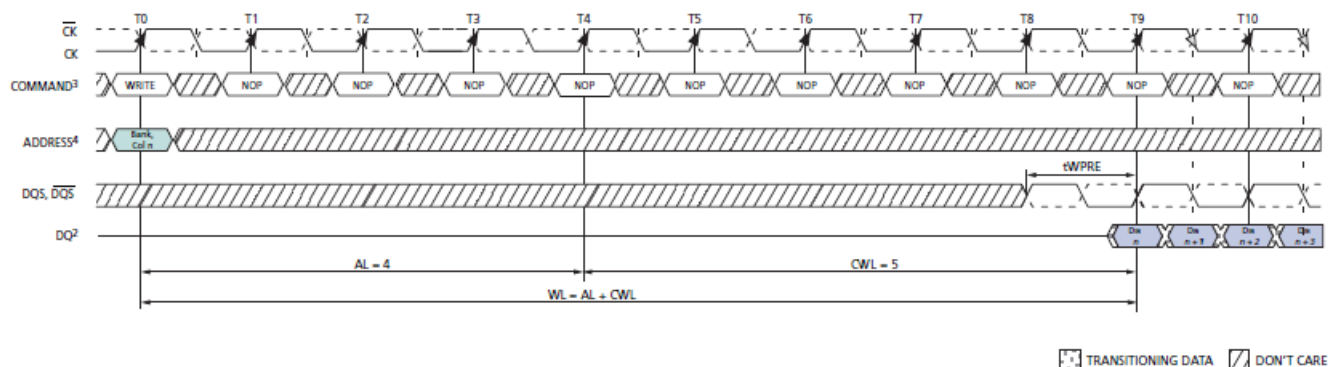 T0 T1 T2 T3 T4 T5 T6 T7 T8 T9 T10
CK
CK
COMMAND3 WRITE NOP NOP NOP NOP NOP NOP NOP NOP NOP NOP
ADDRESS4 Bank, Col n
tWPRE
DQS, DQS
DQ2 Din n Din n + 1 Din n + 2 Din n + 3
AL = 4 CWL = 5
WL = AL + CWL
TRANSITIONING DATA DON'T CARE